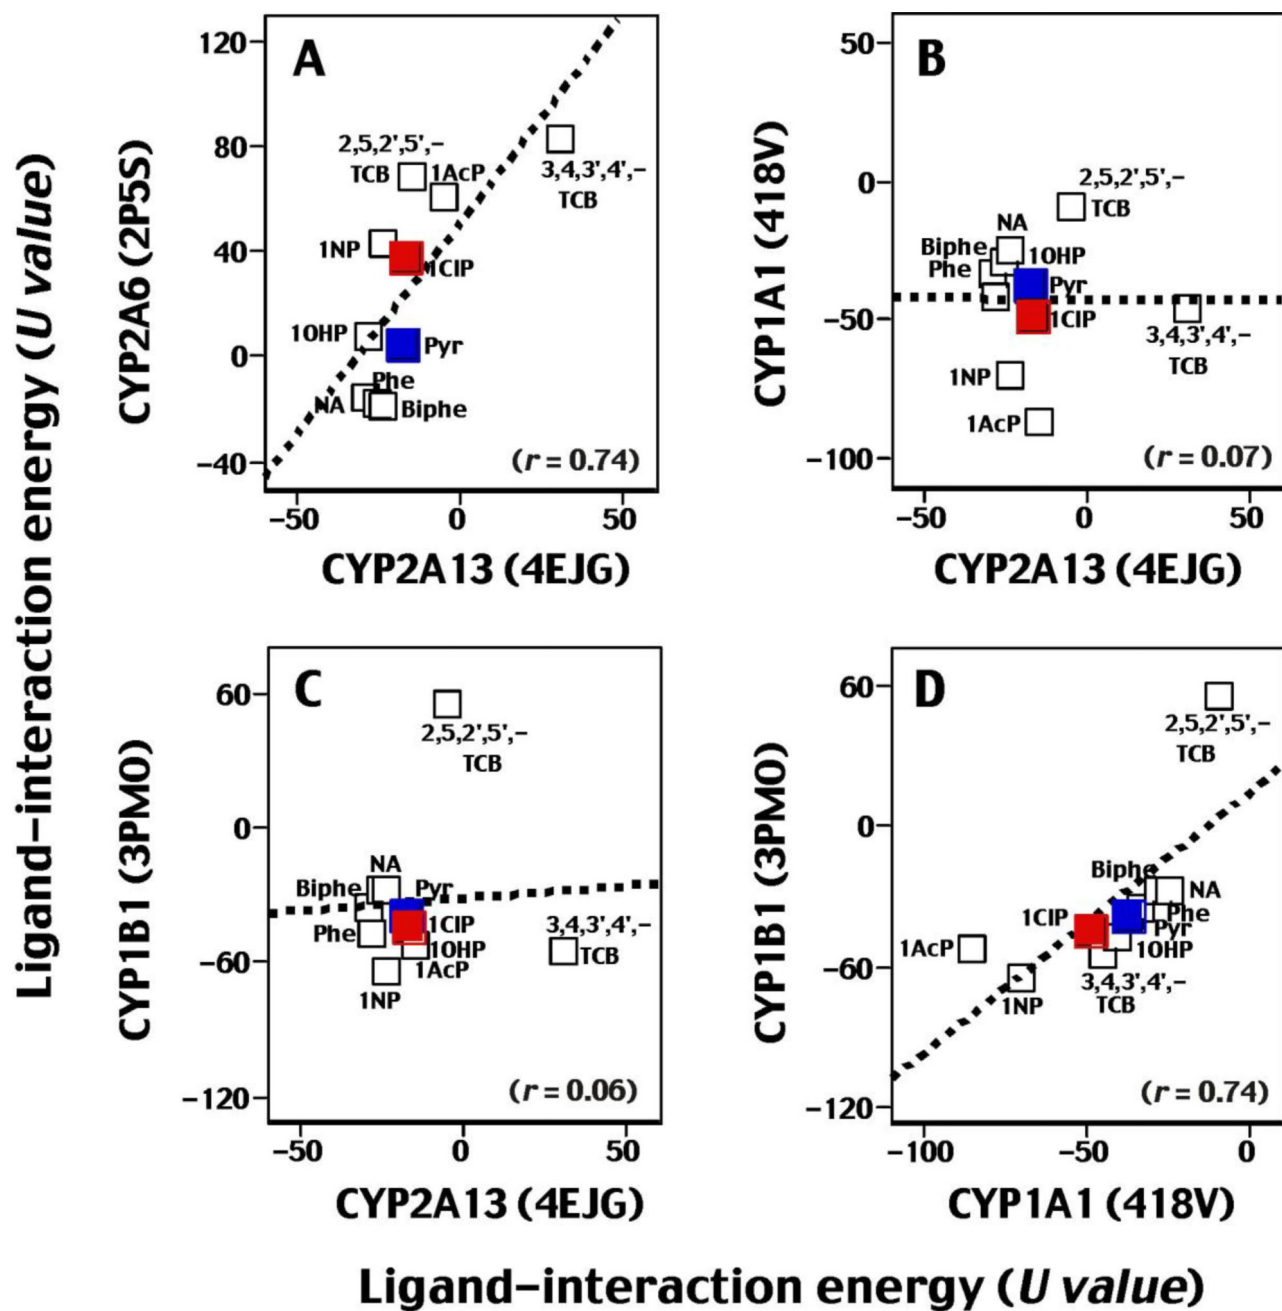 Ligand–interaction energy (U value)
A
CYP2A6 (2P5S)
120
80
40
0
−40
2,5,2',5',–
TCB
1AcP
3,4,3',4',–
TCB
1NP
1ClP
1OHP
Pyr
Phe
NA
Biphe
(r = 0.74)
−50
0
50
CYP2A13 (4EJG)
B
CYP1A1 (418V)
50
0
−50
−100
2,5,2',5',–
TCB
NA
Biphe
1OHP
Phe
Pyr
1ClP
3,4,3',4',–
TCB
1NP
1AcP
(r = 0.07)
−50
0
50
CYP2A13 (4EJG)
C
CYP1B1 (3PMO)
60
0
−60
−120
2,5,2',5',–
TCB
NA
Biphe
Pyr
Phe
1ClP
3,4,3',4',–
TCB
1OHP
1AcP
1NP
(r = 0.06)
−50
0
50
CYP2A13 (4EJG)
D
CYP1B1 (3PMO)
60
0
−60
−120
2,5,2',5',–
TCB
Biphe
NA
1ClP
Phe
Pyr
1AcP
1OHP
1NP
3,4,3',4',–
TCB
(r = 0.74)
−100
−50
0
CYP1A1 (418V)
Ligand–interaction energy (U value)